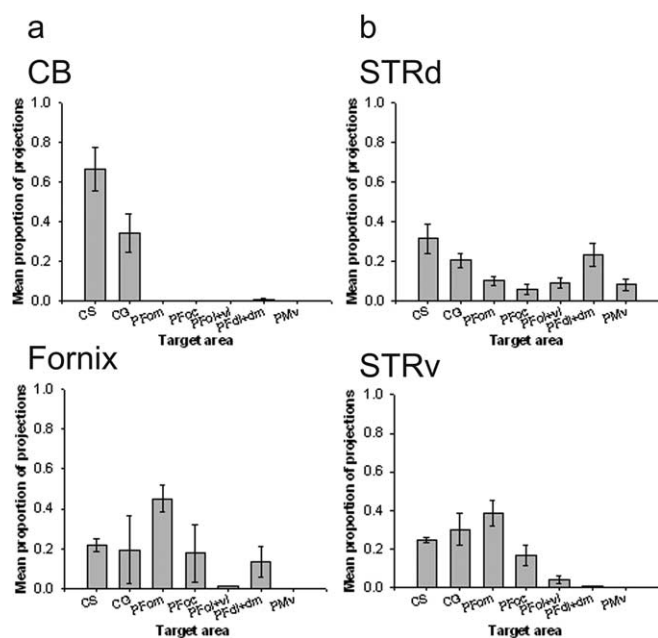 a
CB
Mean proportion of projections
1.0
0.8
0.6
0.4
0.2
0.0
CS
CG
PFom
PFoc
PFol+vl
PFdl+dm
PMv
Target area
b
STRd
Mean proportion of projections
1.0
0.8
0.6
0.4
0.2
0.0
CS
CG
PFom
PFoc
PFol+vl
PFdl+dm
PMv
Target area
Fornix
Mean proportion of projections
1.0
0.8
0.6
0.4
0.2
0.0
CS
CG
PFom
PFoc
PFol+vl
PFdl+dm
PMv
Target area
STRv
Mean proportion of projections
1.0
0.8
0.6
0.4
0.2
0.0
CS
CG
PFom
PFoc
PFol+vl
PFdl+dm
PMv
Target area